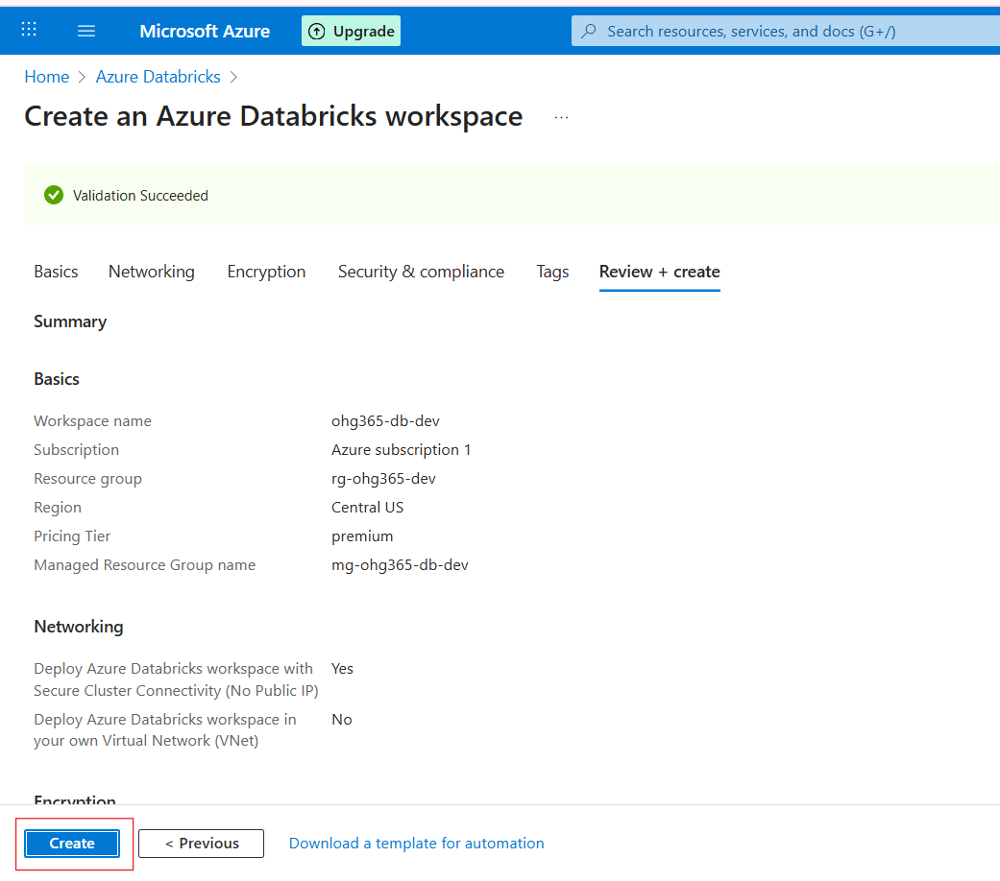 Microsoft Azure Upgrade Search resources, services, and docs (G+/)
Home > Azure Databricks >
Create an Azure Databricks workspace ...
Validation Succeeded
Basics Networking Encryption Security & compliance Tags Review + create
Summary
Basics
Workspace name ohg365-db-dev
Subscription Azure subscription 1
Resource group rg-ohg365-dev
Region Central US
Pricing Tier premium
Managed Resource Group name mg-ohg365-db-dev
Networking
Deploy Azure Databricks workspace with Yes
Secure Cluster Connectivity (No Public IP)
Deploy Azure Databricks workspace in No
your own Virtual Network (VNet)
Encryption
Create < Previous Download a template for automation